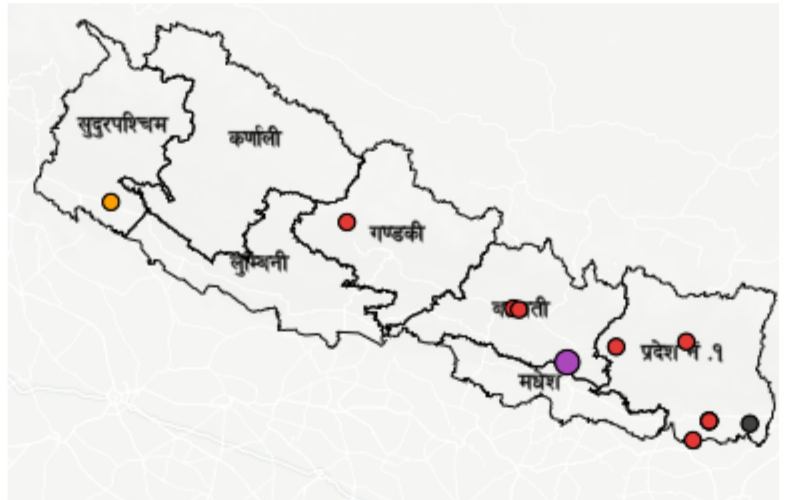 सुदुरपश्चिम
कर्णाली
गण्डकी
लुम्बिनी
मधेश
प्रदेश नं .१